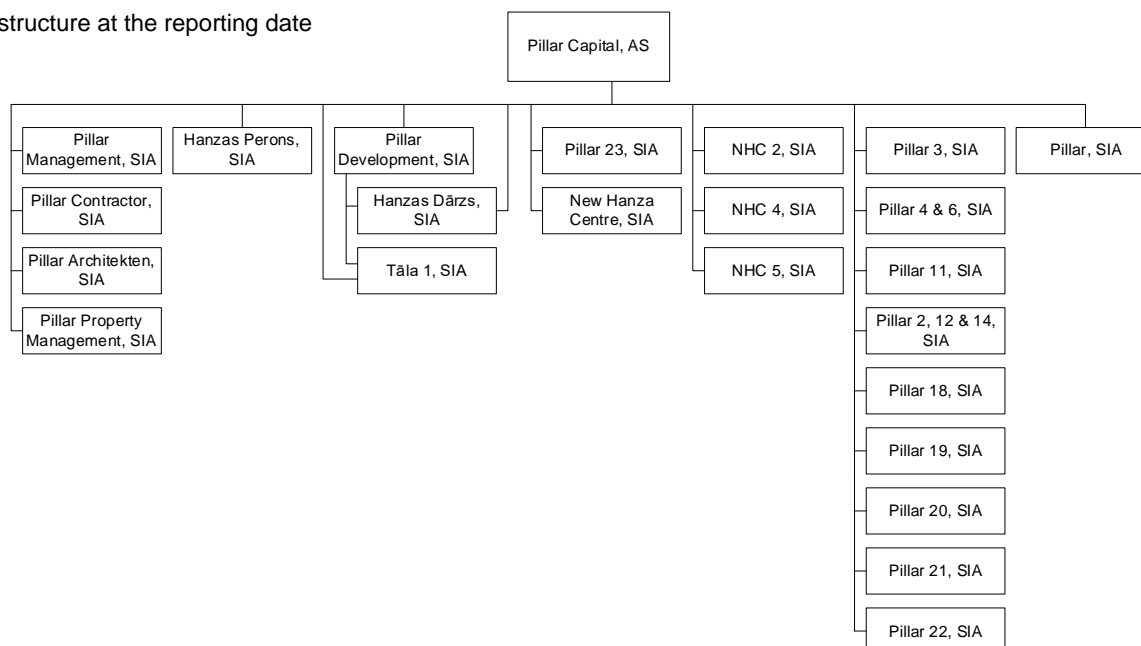 structure at the reporting date
Pillar Capital, AS
Pillar
Management, SIA
Hanzas Perons,
SIA
Pillar
Development, SIA
Pillar 23, SIA
NHC 2, SIA
Pillar 3, SIA
Pillar, SIA
Pillar Contractor,
SIA
Hanzas Dārzs,
SIA
New Hanza
Centre, SIA
NHC 4, SIA
Pillar 4 & 6, SIA
Pillar Architekten,
SIA
Tāla 1, SIA
NHC 5, SIA
Pillar 11, SIA
Pillar Property
Management, SIA
Pillar 2, 12 & 14,
SIA
Pillar 18, SIA
Pillar 19, SIA
Pillar 20, SIA
Pillar 21, SIA
Pillar 22, SIA